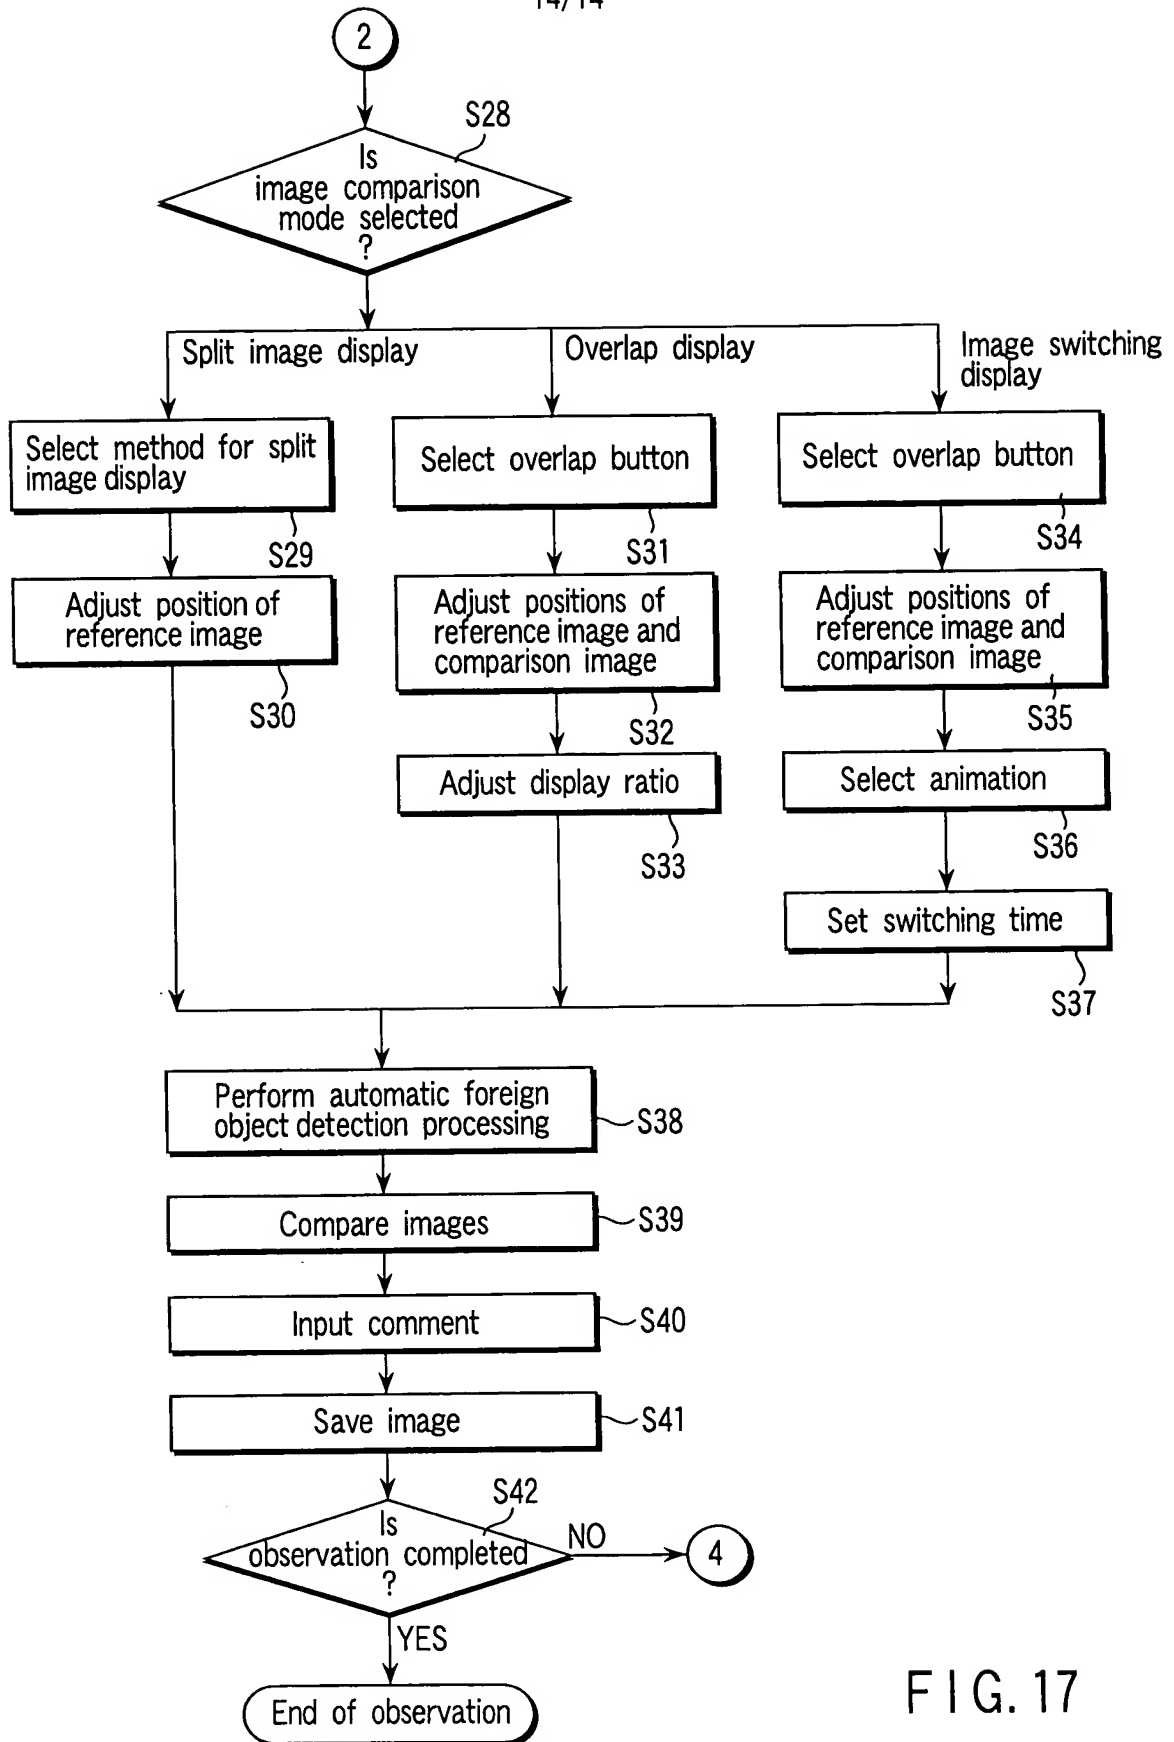 14/14
2
S28
Is
image comparison
mode selected
?
Split image display
Overlap display
Image switching
display
Select method for split
image display
S29
Adjust position of
reference image
S30
Select overlap button
S31
Adjust positions of
reference image and
comparison image
S32
Adjust display ratio
S33
Select overlap button
S34
Adjust positions of
reference image and
comparison image
S35
Select animation
S36
Set switching time
S37
Perform automatic foreign
object detection processing
S38
Compare images
S39
Input comment
S40
Save image
S41
S42
Is
observation completed
?
NO
4
YES
End of observation
FIG. 17